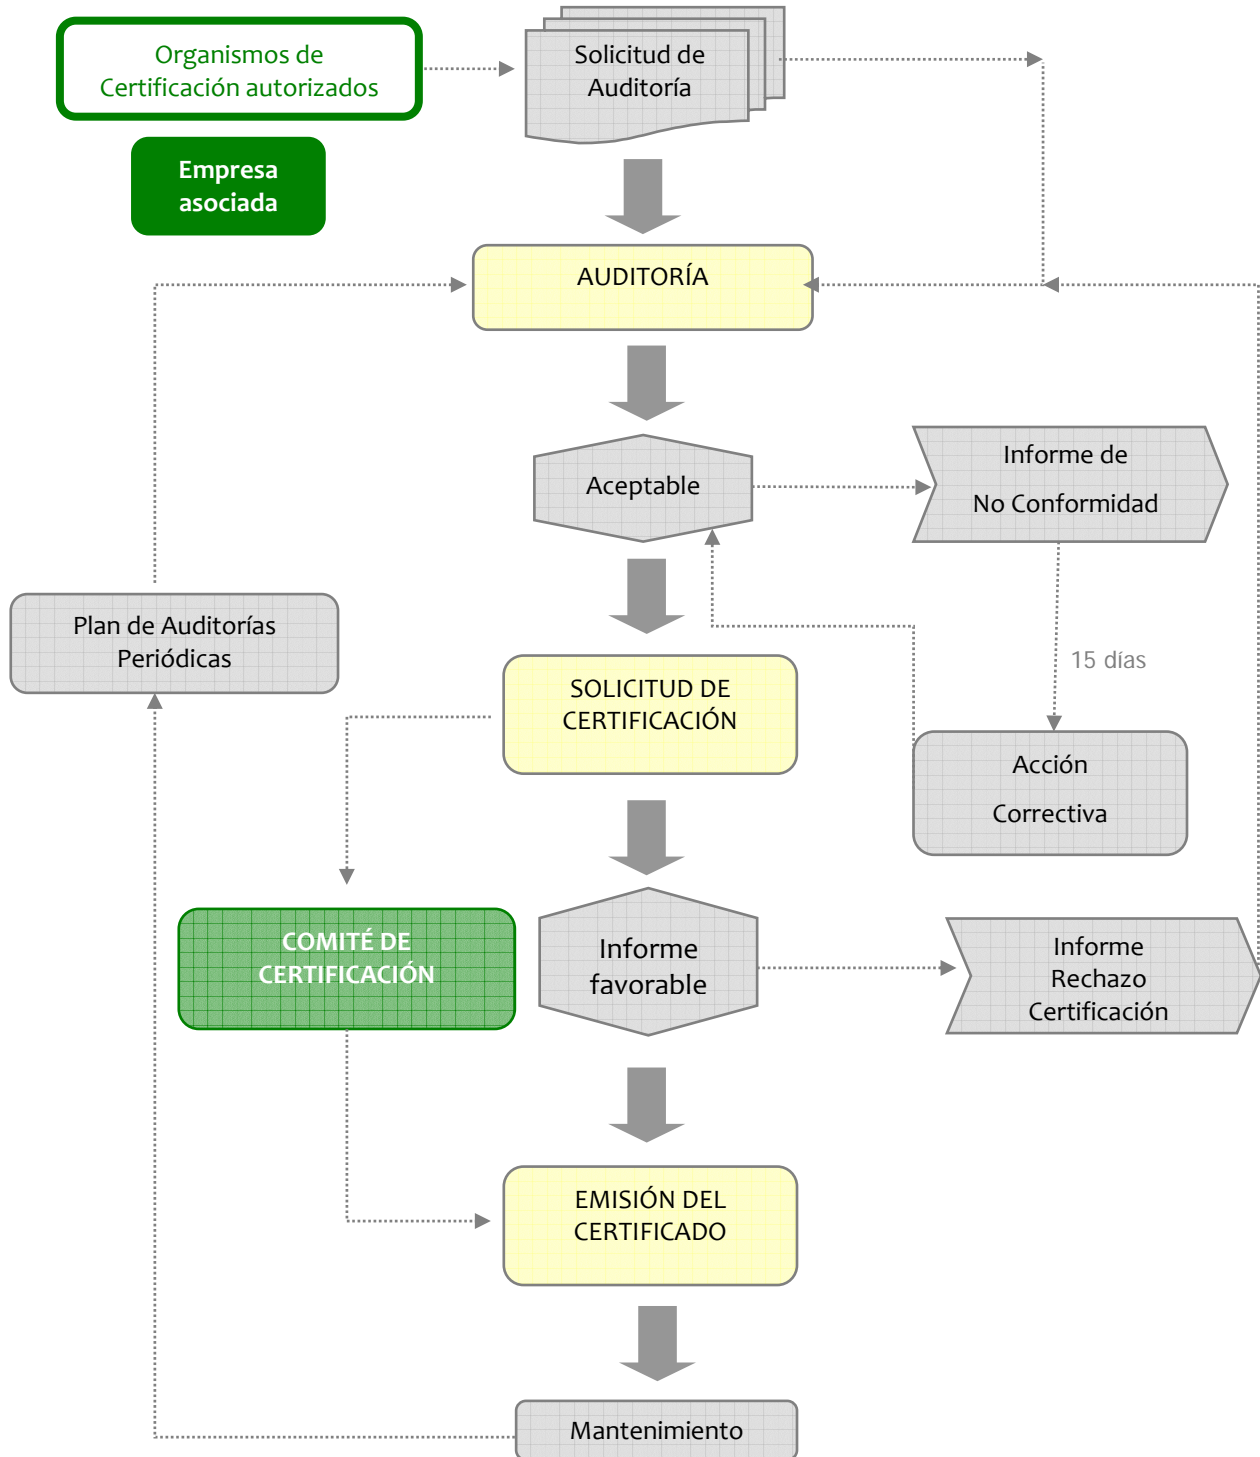 Organismos de
Certificación autorizados
Solicitud de
Auditoría
Empresa
asociada
AUDITORÍA
Aceptable
Informe de
No Conformidad
Plan de Auditorías
Periódicas
15 días
SOLICITUD DE
CERTIFICACIÓN
Acción
Correctiva
COMITÉ DE
CERTIFICACIÓN
Informe
favorable
Informe
Rechazo
Certificación
EMISIÓN DEL
CERTIFICADO
Mantenimiento